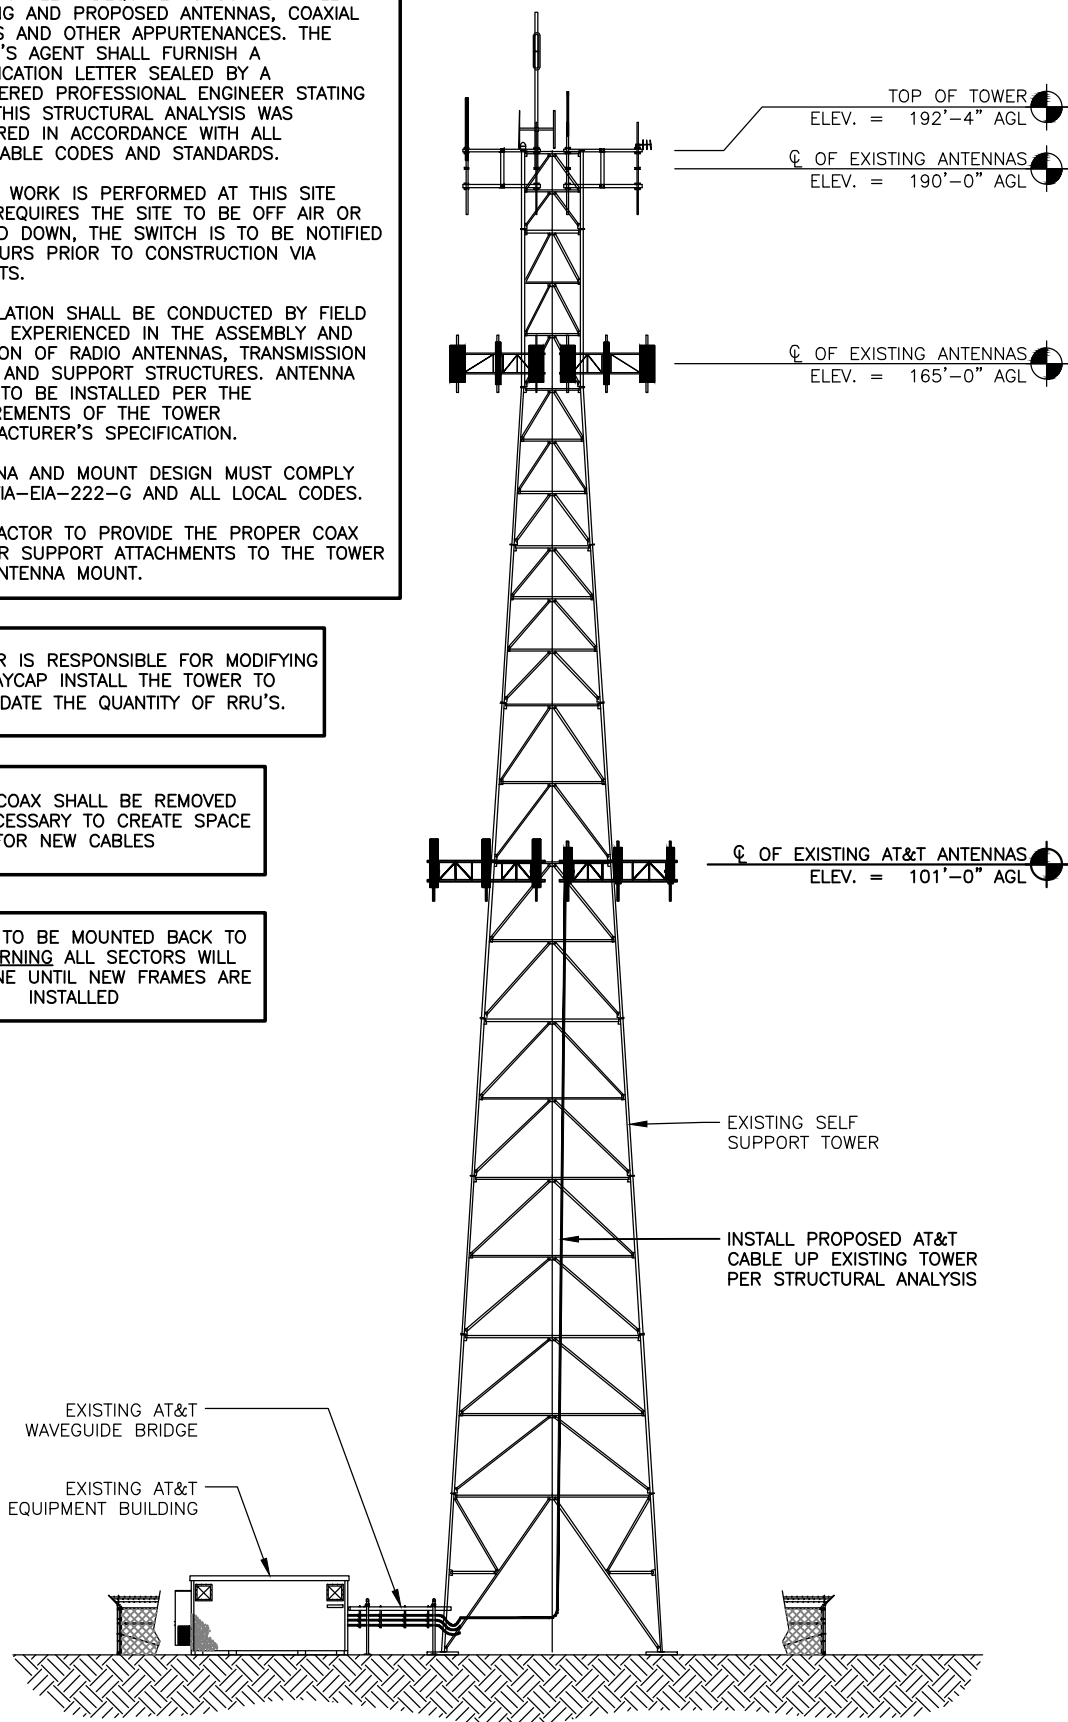 AND PROPOSED ANTENNAS, COAXIAL
AND OTHER APPURTENANCES. THE
'S AGENT SHALL FURNISH A
ICATION LETTER SEALED BY A
ERED PROFESSIONAL ENGINEER STATING
THIS STRUCTURAL ANALYSIS WAS
RED IN ACCORDANCE WITH ALL
ABLE CODES AND STANDARDS.
WORK IS PERFORMED AT THIS SITE
REQUIRES THE SITE TO BE OFF AIR OR
D DOWN, THE SWITCH IS TO BE NOTIFIED
URS PRIOR TO CONSTRUCTION VIA
TS.
LATION SHALL BE CONDUCTED BY FIELD
EXPERIENCED IN THE ASSEMBLY AND
ON OF RADIO ANTENNAS, TRANSMISSION
AND SUPPORT STRUCTURES. ANTENNA
TO BE INSTALLED PER THE
REMENTS OF THE TOWER
ACTURER'S SPECIFICATION.
NA AND MOUNT DESIGN MUST COMPLY
TIA-EIA-222-G AND ALL LOCAL CODES.
ACTOR TO PROVIDE THE PROPER COAX
R SUPPORT ATTACHMENTS TO THE TOWER
NTENNA MOUNT.
R IS RESPONSIBLE FOR MODIFYING
AYCAP INSTALL THE TOWER TO
DATE THE QUANTITY OF RRU'S.
COAX SHALL BE REMOVED
CESSARY TO CREATE SPACE
FOR NEW CABLES
TO BE MOUNTED BACK TO
RNING ALL SECTORS WILL
NE UNTIL NEW FRAMES ARE
INSTALLED
TOP OF TOWER
ELEV. = 192'-4" AGL
℄ OF EXISTING ANTENNAS
ELEV. = 190'-0" AGL
℄ OF EXISTING ANTENNAS
ELEV. = 165'-0" AGL
℄ OF EXISTING AT&T ANTENNAS
ELEV. = 101'-0" AGL
EXISTING SELF
SUPPORT TOWER
INSTALL PROPOSED AT&T
CABLE UP EXISTING TOWER
PER STRUCTURAL ANALYSIS
EXISTING AT&T
WAVEGUIDE BRIDGE
EXISTING AT&T
EQUIPMENT BUILDING